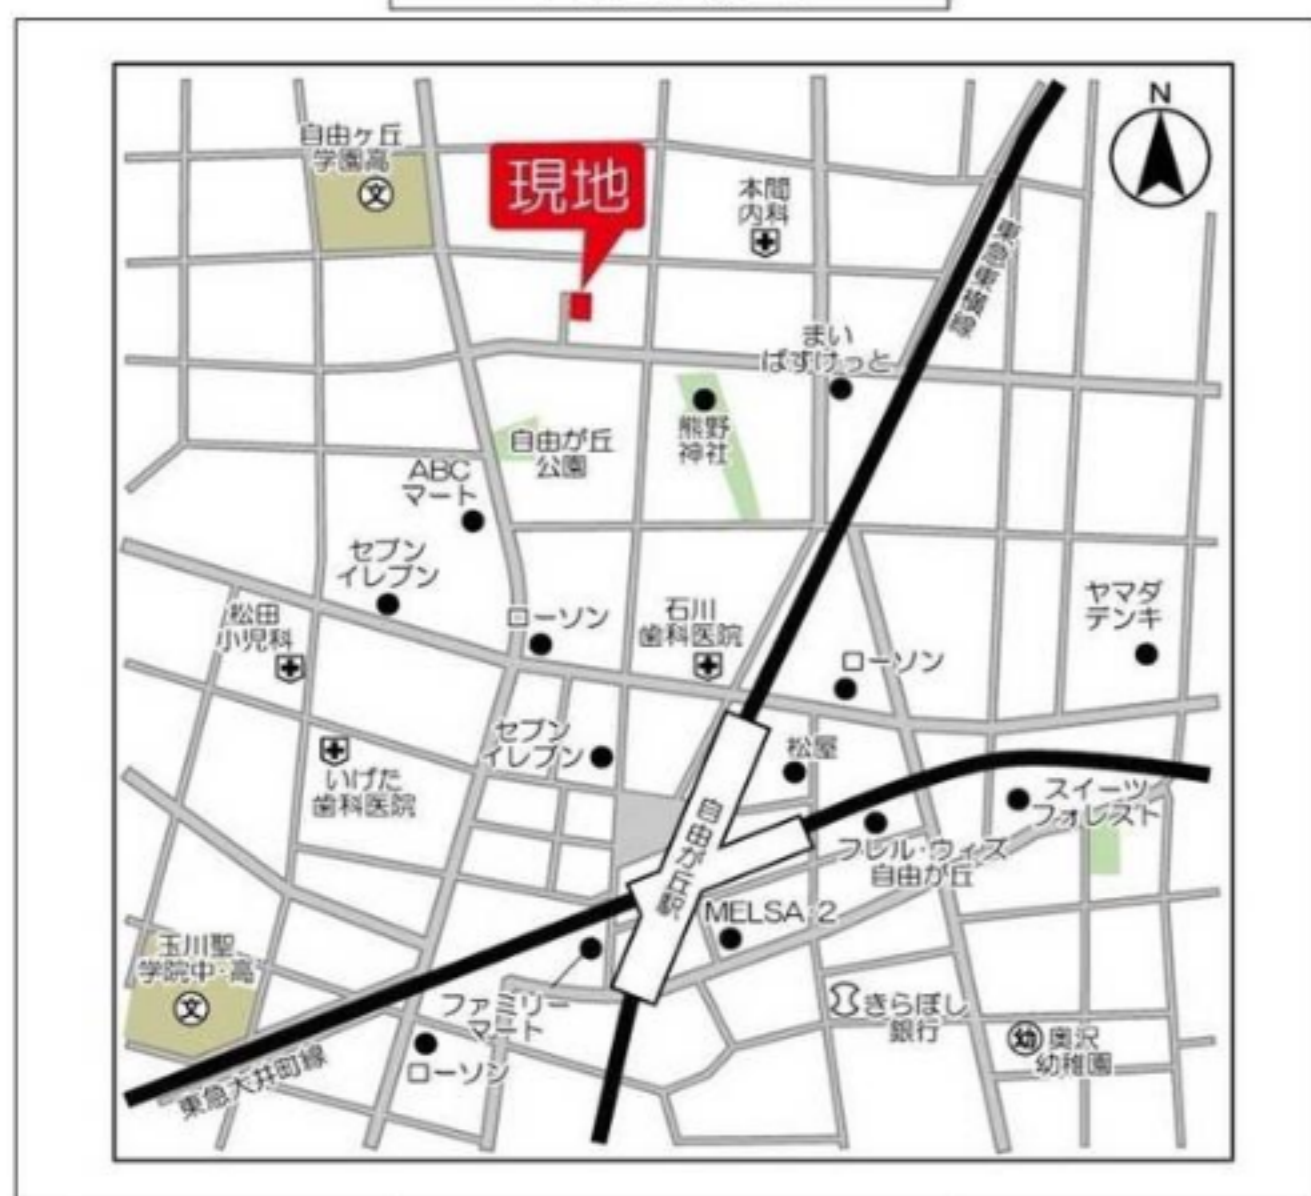 N
自由ヶ丘
学園高
文
現地
本間
内科
東急東横線
まい
ばすけっと
熊野
神社
自由が丘
公園
ABC
マート
セブン
イレブン
ローソン
石川
歯科医院
ヤマダ
デンキ
松田
小児科
ローソン
セブン
イレブン
松屋
いげた
歯科医院
自由が丘駅
スイーツ
フォレスト
フレル・ウィズ
自由が丘
MELSA 2
玉川聖
学院中・高
文
ファミリー
マート
きらぼし
銀行
幼
奥沢
幼稚園
ローソン
東急大井町線